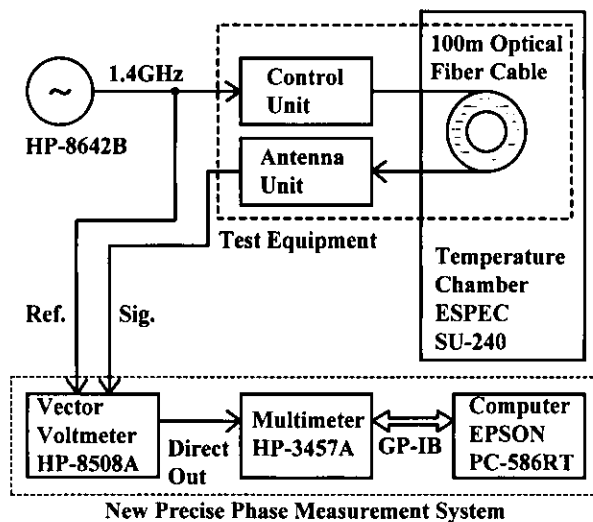 1.4GHz
~
HP-8642B
Control
Unit
Antenna
Unit
100m Optical
Fiber Cable
Test Equipment
Temperature
Chamber
ESPEC
SU-240
Ref.
Sig.
Vector
Voltmeter
HP-8508A
Direct
Out
Multimeter
HP-3457A
GP-IB
Computer
EPSON
PC-586RT
New Precise Phase Measurement System